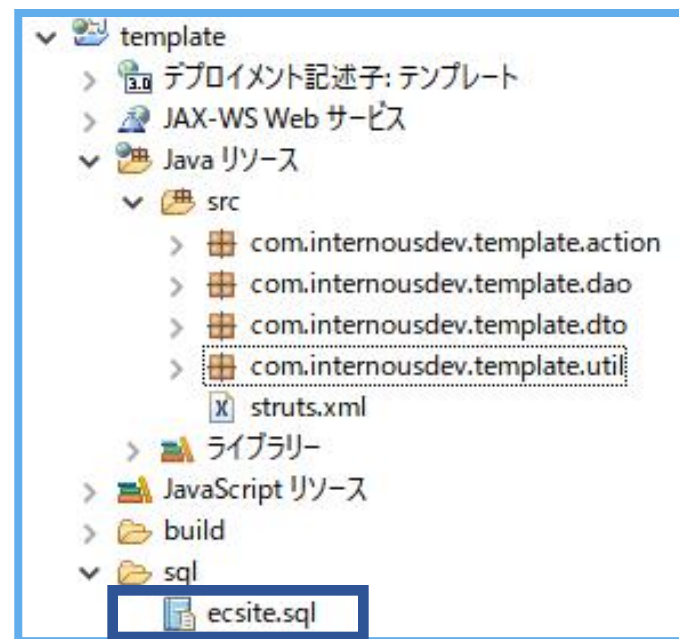 template
3.0 デプロイメント記述子: テンプレート
JAX-WS Web サービス
Java リソース
src
com.internousdev.template.action
com.internousdev.template.dao
com.internousdev.template.dto
com.internousdev.template.util
X struts.xml
ライブラリー
JavaScript リソース
build
sql
ecsite.sql